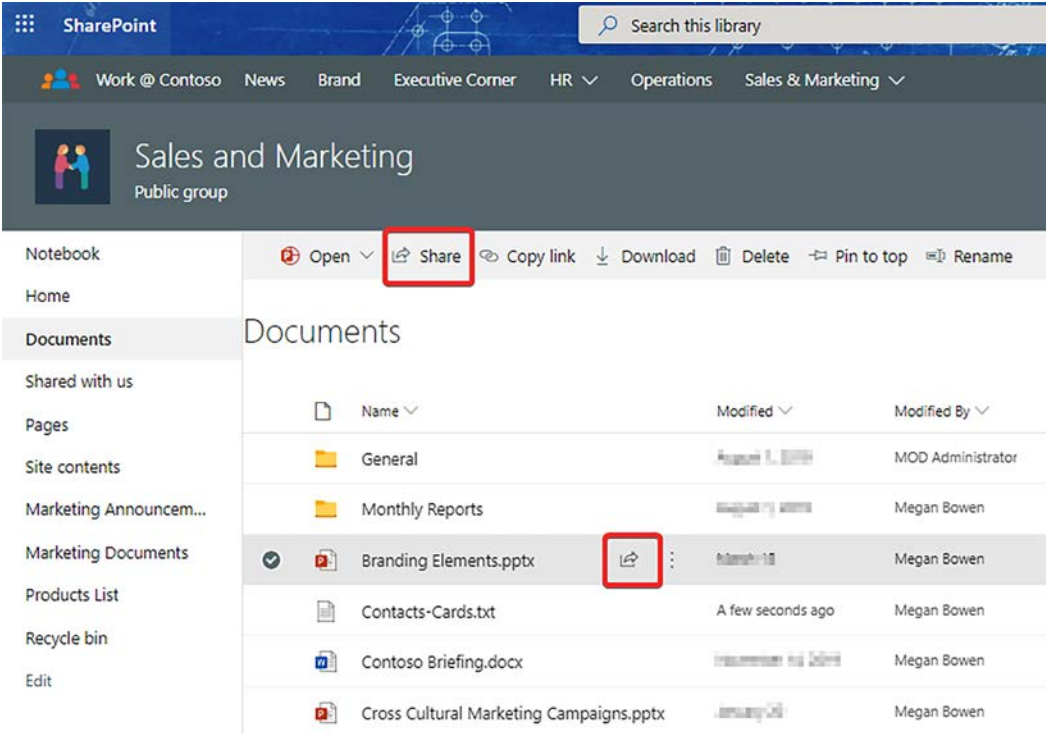 SharePoint Search this library
Work @ Contoso News Brand Executive Corner HR Operations Sales & Marketing
Sales and Marketing
Public group
Notebook
Home
Documents
Shared with us
Pages
Site contents
Marketing Announcem...
Marketing Documents
Products List
Recycle bin
Edit
Open Share Copy link Download Delete Pin to top Rename
Documents
Name Modified Modified By
General MOD Administrator
Monthly Reports Megan Bowen
Branding Elements.pptx Megan Bowen
Contacts-Cards.txt A few seconds ago Megan Bowen
Contoso Briefing.docx Megan Bowen
Cross Cultural Marketing Campaigns.pptx Megan Bowen